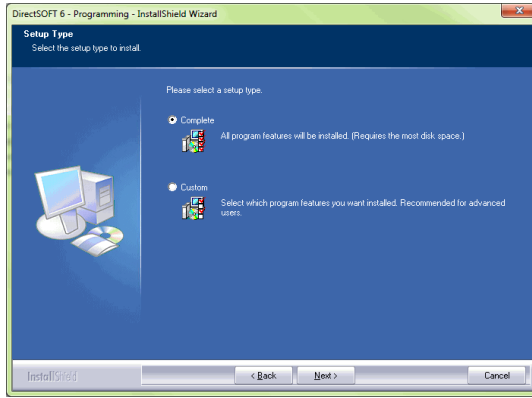 DirectSOFT 6 - Programming - InstallShield Wizard
Setup Type
Select the setup type to install.
Please select a setup type.
Complete
All program features will be installed. (Requires the most disk space.)
Custom
Select which program features you want installed. Recommended for advanced
users.
InstallShield
< Back
Next >
Cancel